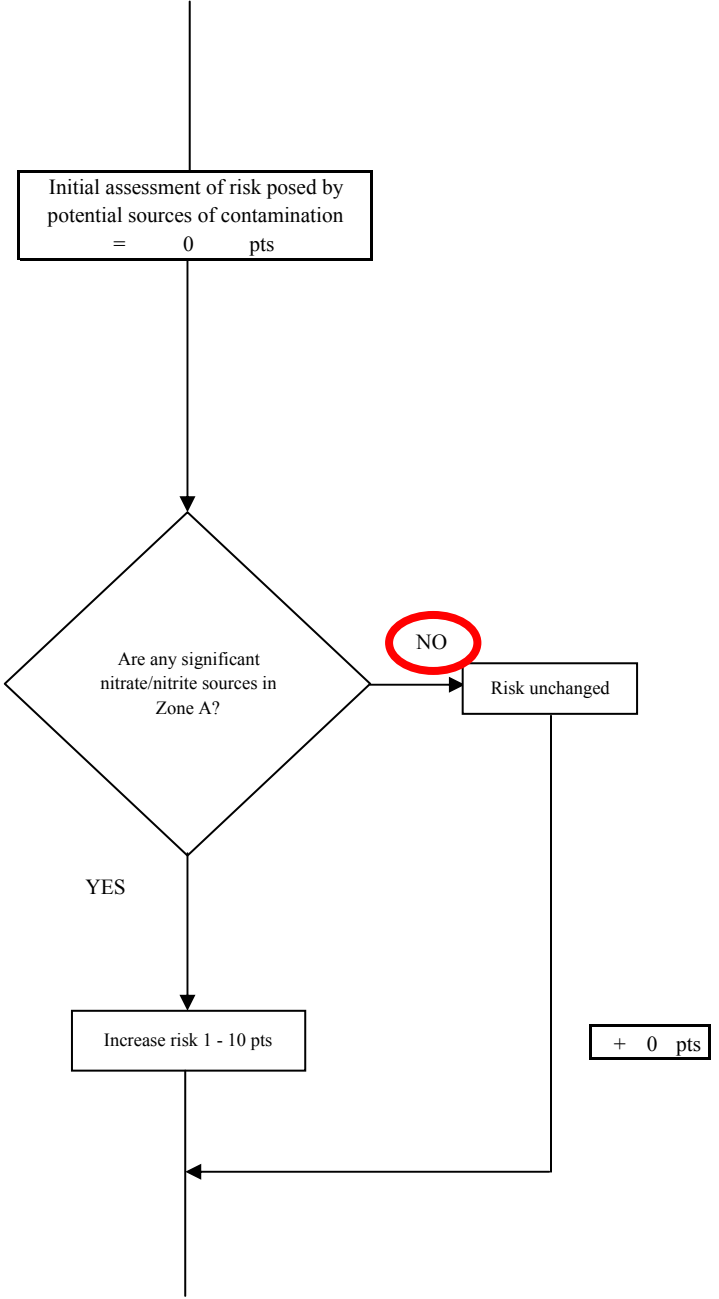 Initial assessment of risk posed by
potential sources of contamination
= 0 pts
Are any significant
nitrate/nitrite sources in
Zone A?
NO
Risk unchanged
YES
Increase risk 1 - 10 pts
+ 0 pts